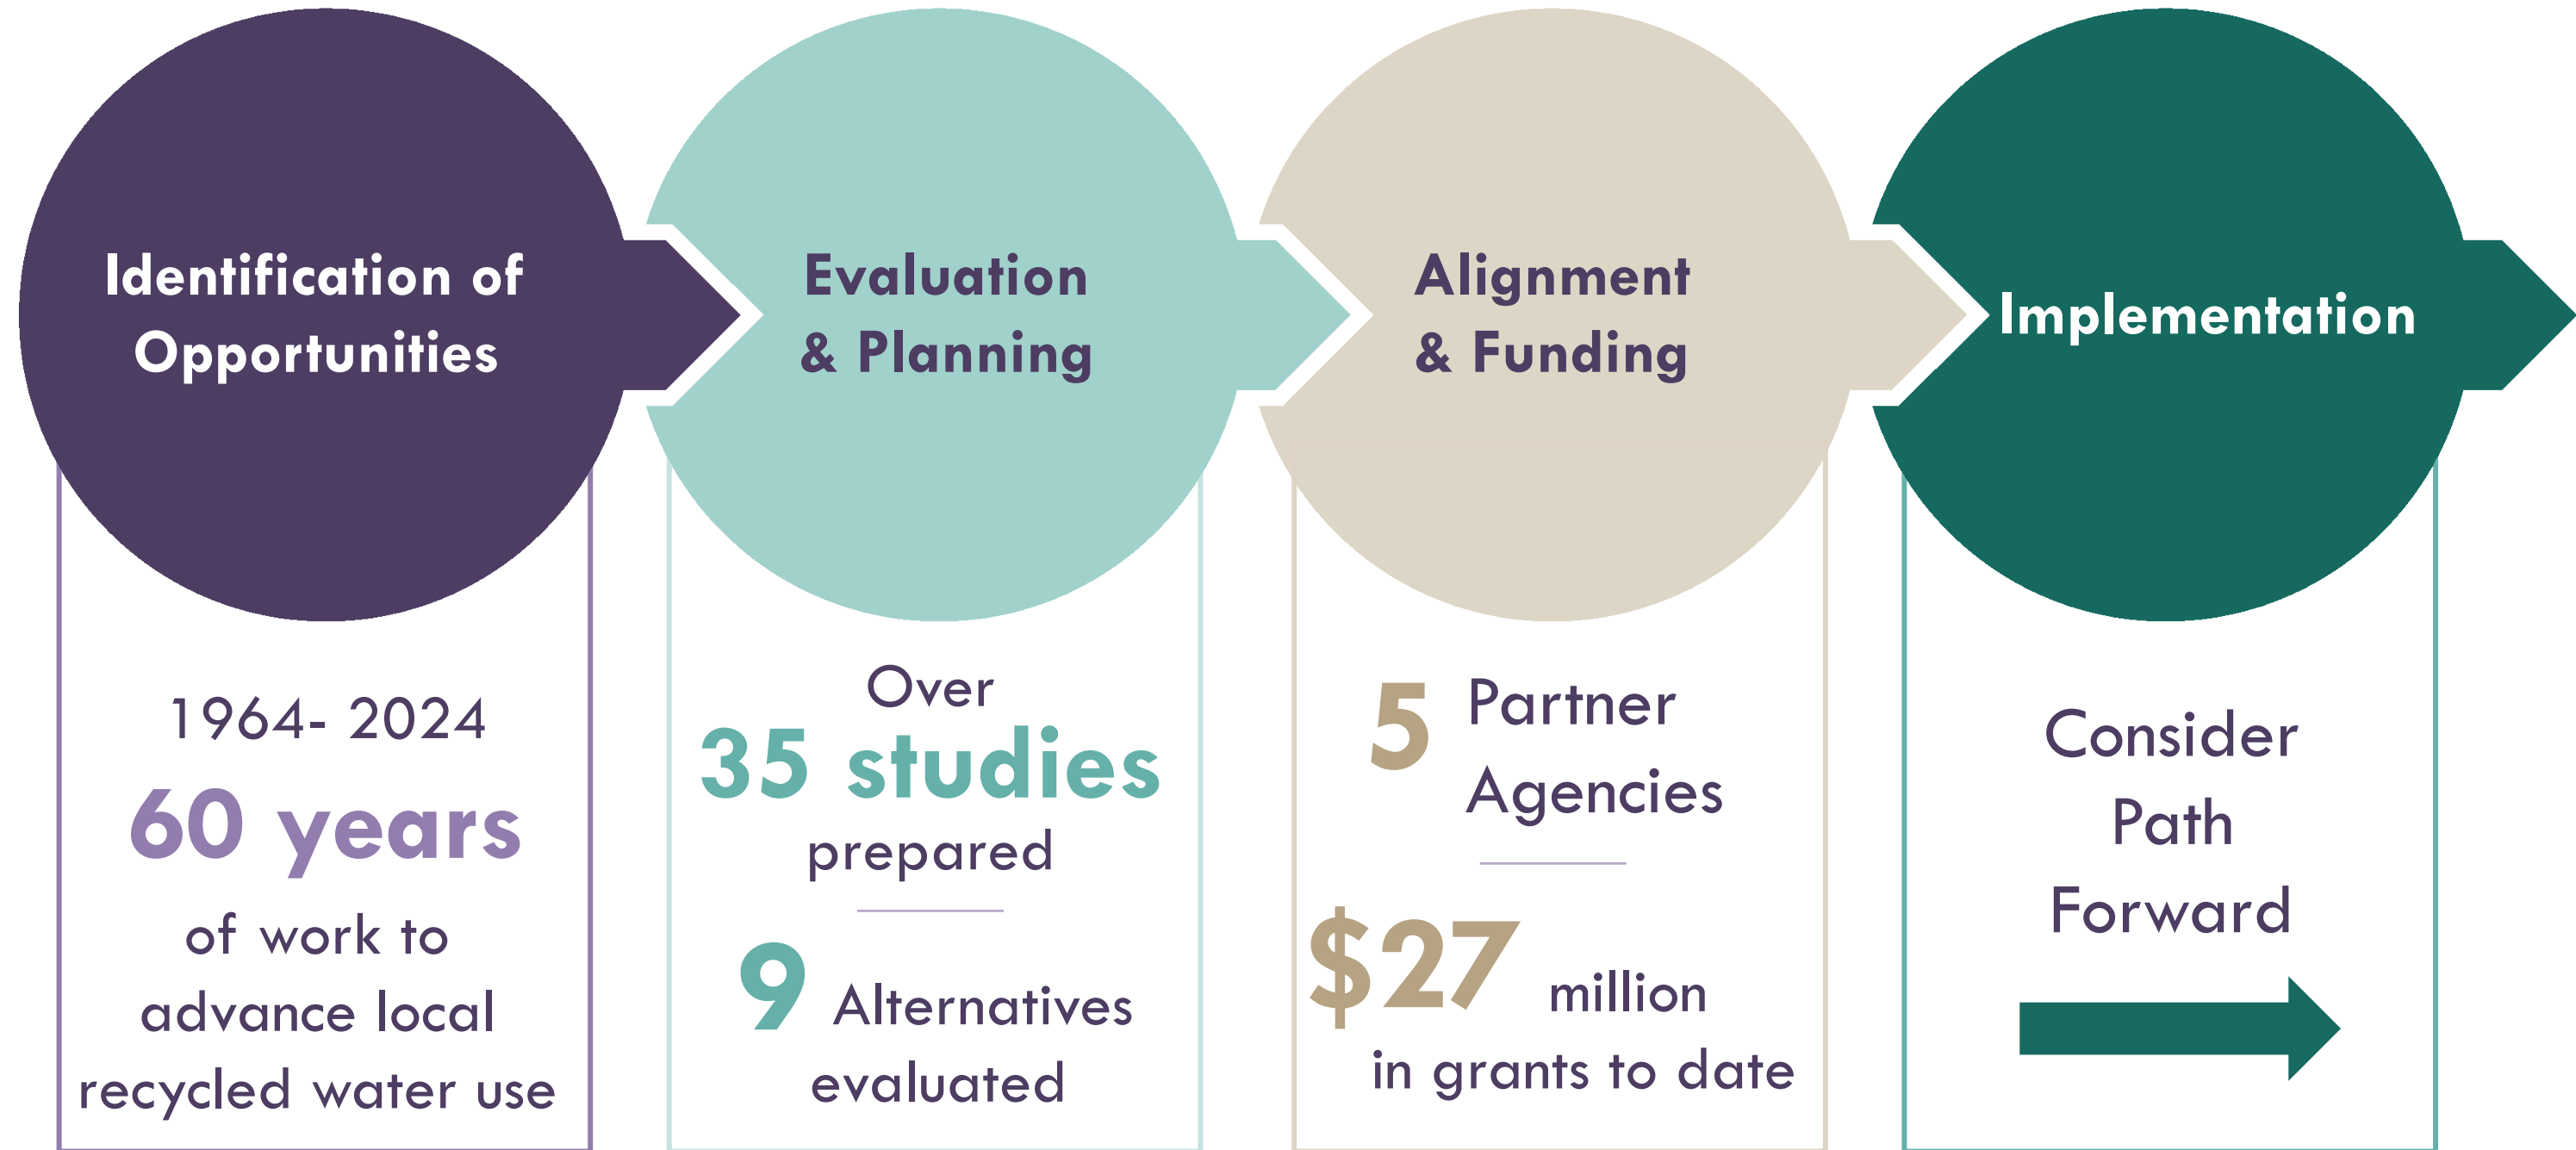 Identification of
Opportunities
1964- 2024
60 years
of work to
advance local
recycled water use
Evaluation
& Planning
Over
35 studies
prepared
9 Alternatives
evaluated
Alignment
& Funding
5 Partner
Agencies
$27 million
in grants to date
Implementation
Consider
Path
Forward